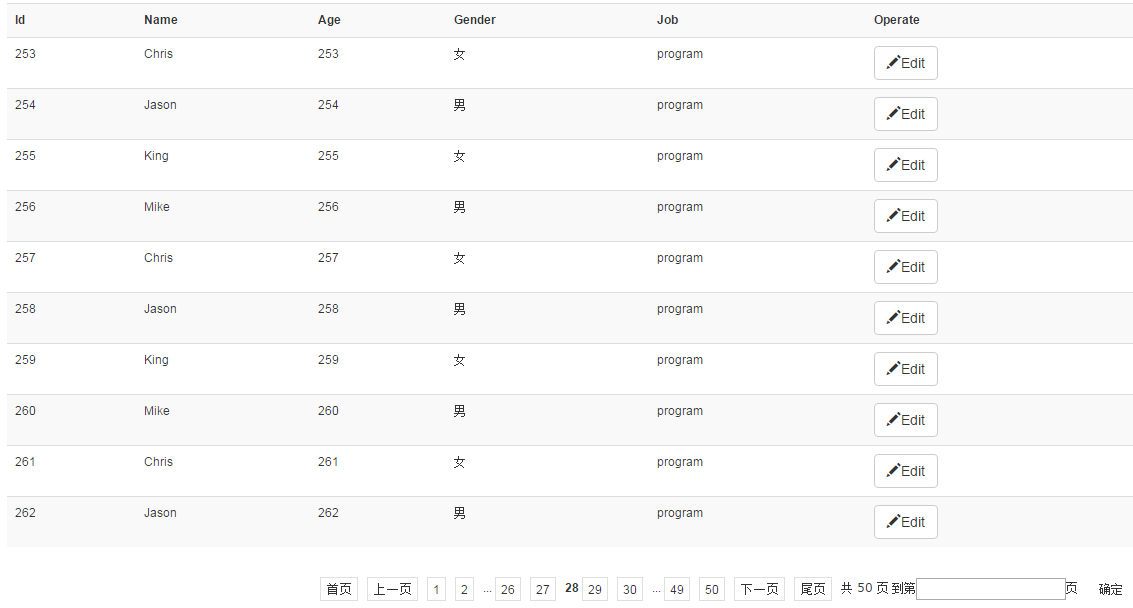 Id Name Age Gender Job Operate
253 Chris 253 女 program Edit
254 Jason 254 男 program Edit
255 King 255 女 program Edit
256 Mike 256 男 program Edit
257 Chris 257 女 program Edit
258 Jason 258 男 program Edit
259 King 259 女 program Edit
260 Mike 260 男 program Edit
261 Chris 261 女 program Edit
262 Jason 262 男 program Edit
首页 上一页 1 2 ... 26 27 28 29 30 ... 49 50 下一页 尾页 共 50 页 到第 页 确定